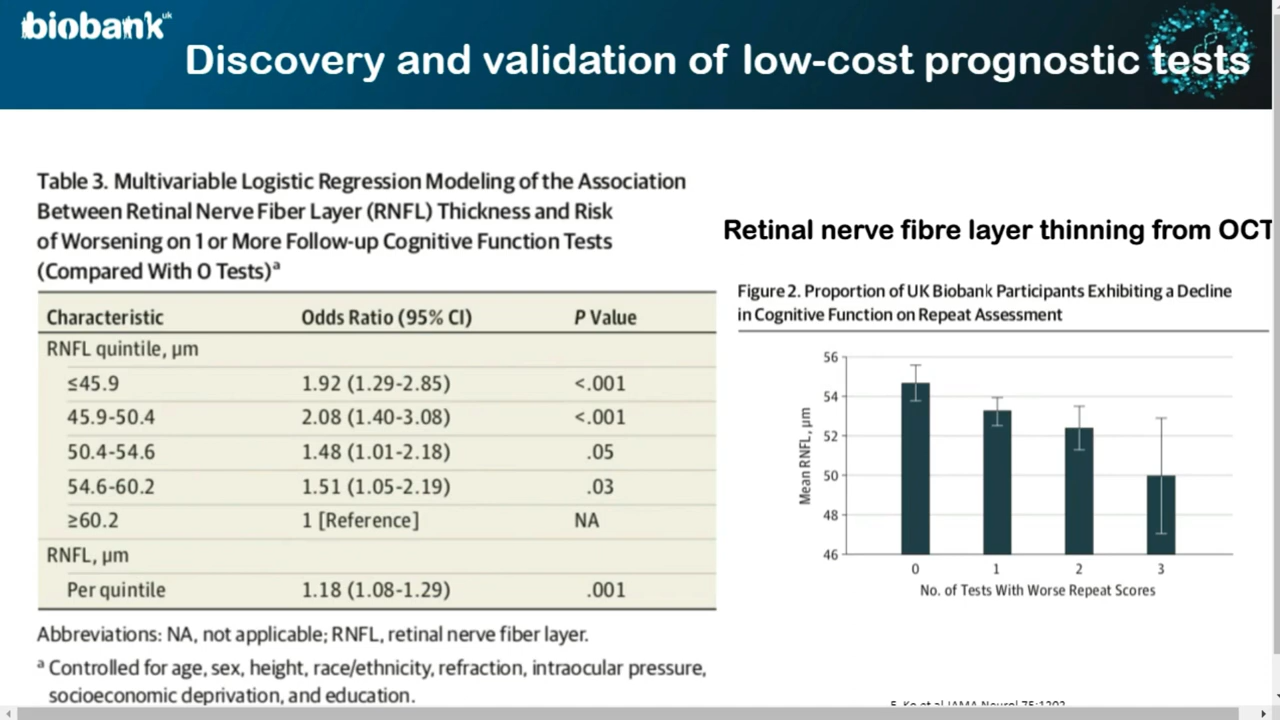 biobank uk
Discovery and validation of low-cost prognostic tests
Table 3. Multivariable Logistic Regression Modeling of the Association
Between Retinal Nerve Fiber Layer (RNFL) Thickness and Risk
of Worsening on 1 or More Follow-up Cognitive Function Tests
(Compared With 0 Tests)ᵃ
Characteristic Odds Ratio (95% CI) P Value
RNFL quintile, μm
≤45.9 1.92 (1.29-2.85) <.001
45.9-50.4 2.08 (1.40-3.08) <.001
50.4-54.6 1.48 (1.01-2.18) .05
54.6-60.2 1.51 (1.05-2.19) .03
≥60.2 1 [Reference] NA
RNFL, μm
Per quintile 1.18 (1.08-1.29) .001
Abbreviations: NA, not applicable; RNFL, retinal nerve fiber layer.
ᵃ Controlled for age, sex, height, race/ethnicity, refraction, intraocular pressure,
socioeconomic deprivation, and education.
Retinal nerve fibre layer thinning from OCT
Figure 2. Proportion of UK Biobank Participants Exhibiting a Decline
in Cognitive Function on Repeat Assessment
Mean RNFL, μm
56
54
52
50
48
46
0 1 2 3
No. of Tests With Worse Repeat Scores